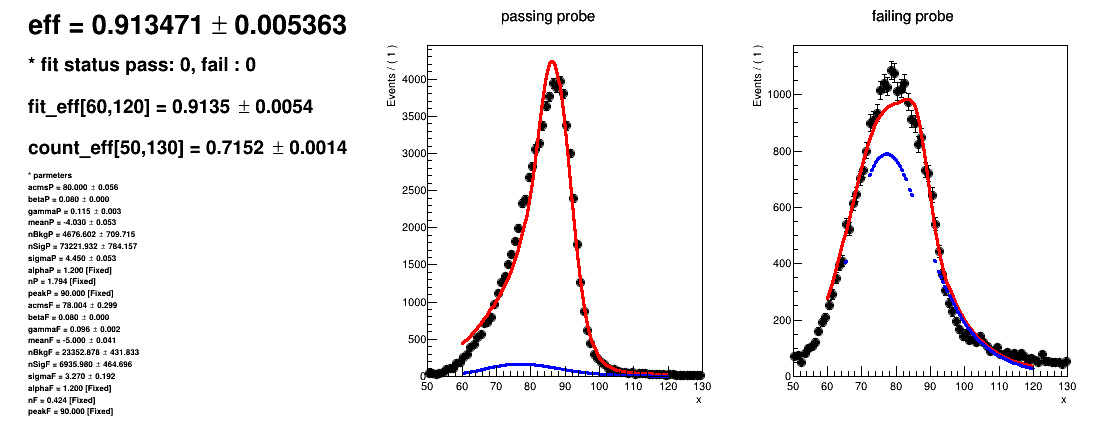 eff = 0.913471 ± 0.005363
* fit status pass: 0, fail : 0
fit_eff[60,120] = 0.9135 ± 0.0054
count_eff[50,130] = 0.7152 ± 0.0014
* parmeters
acmsP = 80.000 ± 0.056
betaP = 0.080 ± 0.000
gammaP = 0.115 ± 0.003
meanP = -4.030 ± 0.053
nBkgP = 4676.602 ± 709.715
nSigP = 73221.932 ± 784.157
sigmaP = 4.450 ± 0.053
alphaP = 1.200 [Fixed]
nP = 1.794 [Fixed]
peakP = 90.000 [Fixed]
acmsF = 78.004 ± 0.299
betaF = 0.080 ± 0.000
gammaF = 0.096 ± 0.002
meanF = -5.000 ± 0.041
nBkgF = 23352.878 ± 431.833
nSigF = 6935.980 ± 464.696
sigmaF = 3.270 ± 0.192
alphaF = 1.200 [Fixed]
nF = 0.424 [Fixed]
peakF = 90.000 [Fixed]
passing probe
Events / ( 1 )
4000
3500
3000
2500
2000
1500
1000
500
0
50 60 70 80 90 100 110 120 130
x
failing probe
Events / ( 1 )
1000
800
600
400
200
0
50 60 70 80 90 100 110 120 130
x